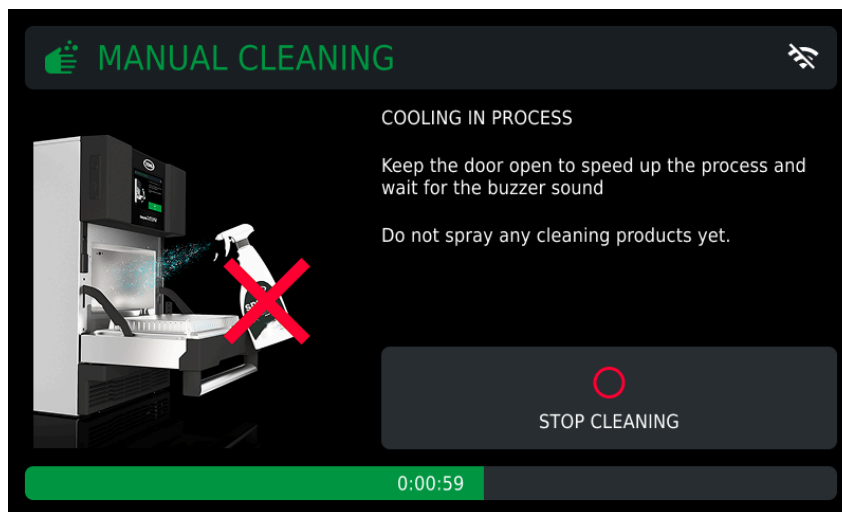 MANUAL CLEANING
COOLING IN PROCESS
Keep the door open to speed up the process and
wait for the buzzer sound
Do not spray any cleaning products yet.
STOP CLEANING
0:00:59